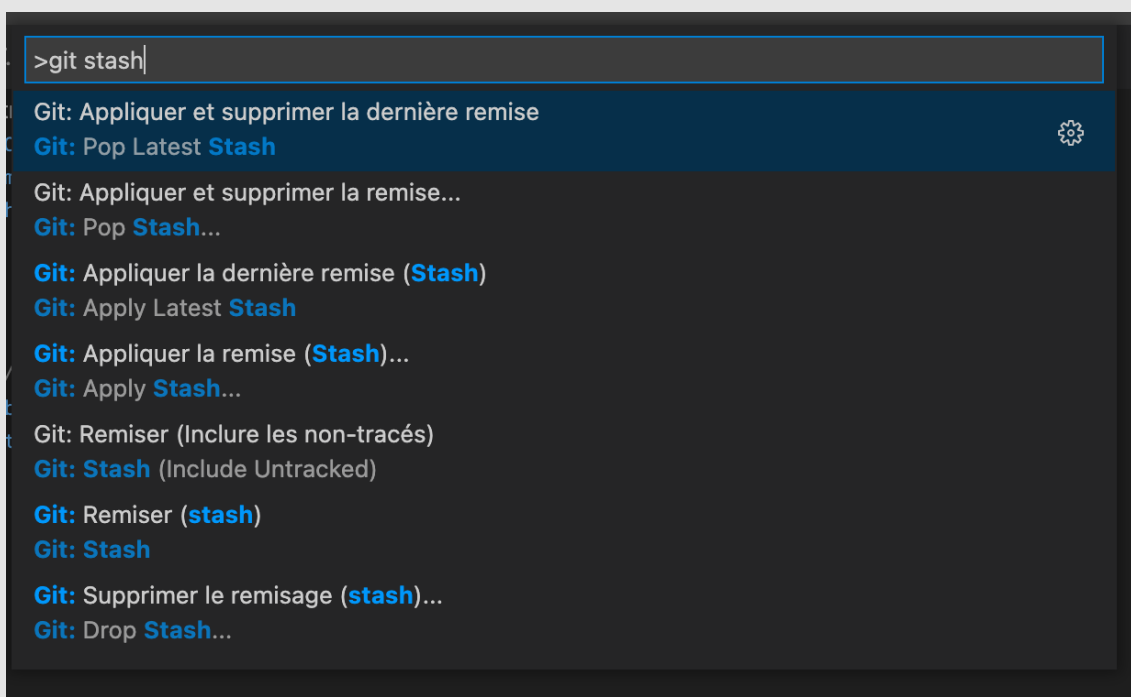 >git stash
Git: Appliquer et supprimer la dernière remise
Git: Pop Latest Stash
Git: Appliquer et supprimer la remise...
Git: Pop Stash...
Git: Appliquer la dernière remise (Stash)
Git: Apply Latest Stash
Git: Appliquer la remise (Stash)...
Git: Apply Stash...
Git: Remiser (Inclure les non-tracés)
Git: Stash (Include Untracked)
Git: Remiser (stash)
Git: Stash
Git: Supprimer le remisage (stash)...
Git: Drop Stash...